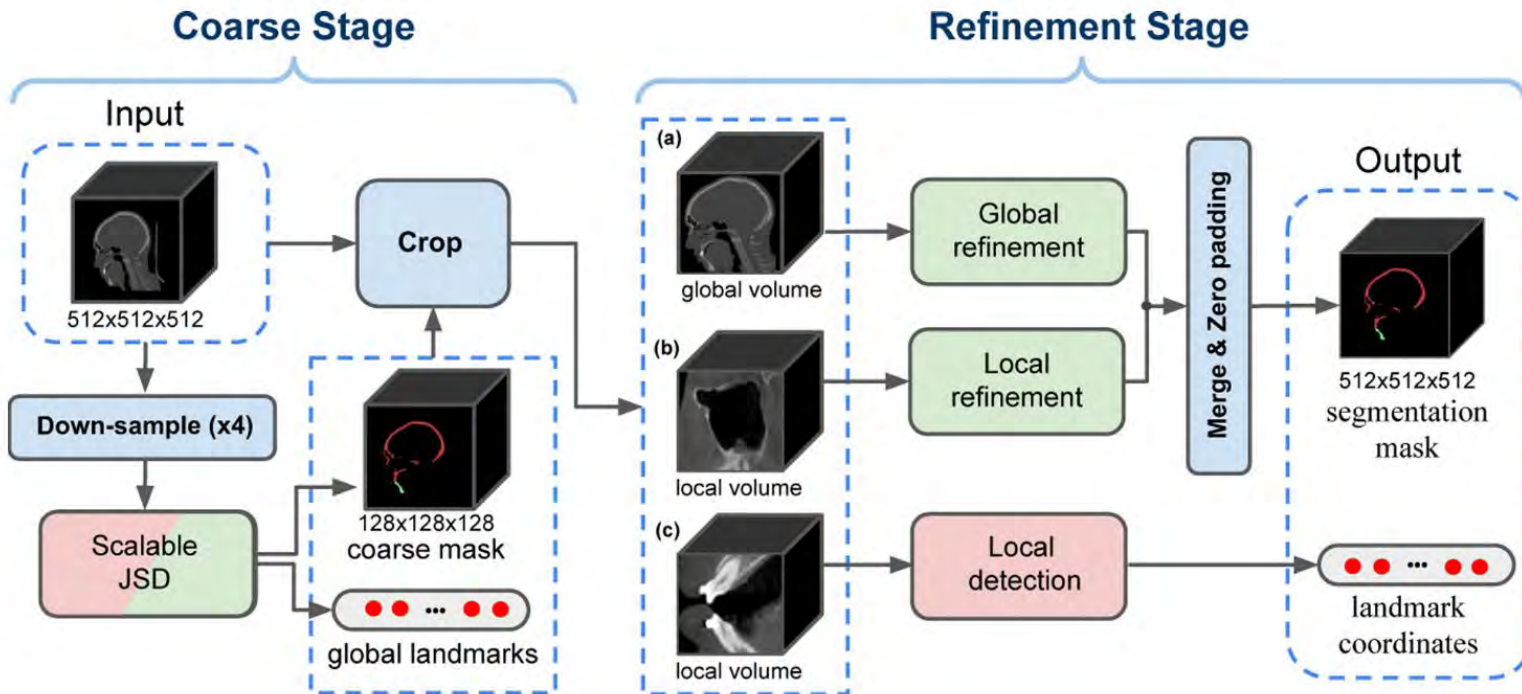 Coarse Stage
Refinement Stage
Input
512x512x512
Down-sample (x4)
Scalable
JSD
Crop
128x128x128
coarse mask
global landmarks
(a)
global volume
(b)
local volume
(c)
local volume
Global
refinement
Local
refinement
Local
detection
Merge & Zero padding
Output
512x512x512
segmentation
mask
landmark
coordinates